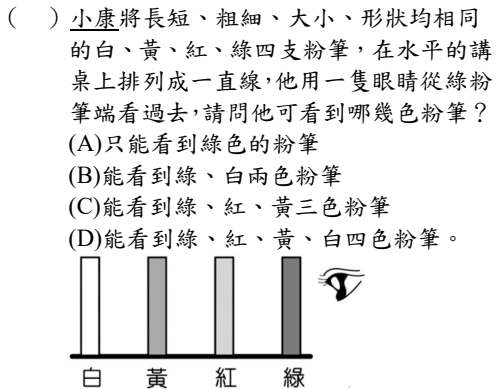 （　）小康將長短、粗細、大小、形狀均相同
的白、黃、紅、綠四支粉筆，在水平的講
桌上排列成一直線，他用一隻眼睛從綠粉
筆端看過去，請問他可看到哪幾色粉筆？
(A)只能看到綠色的粉筆
(B)能看到綠、白兩色粉筆
(C)能看到綠、紅、黃三色粉筆
(D)能看到綠、紅、黃、白四色粉筆。
白　黃　紅　綠